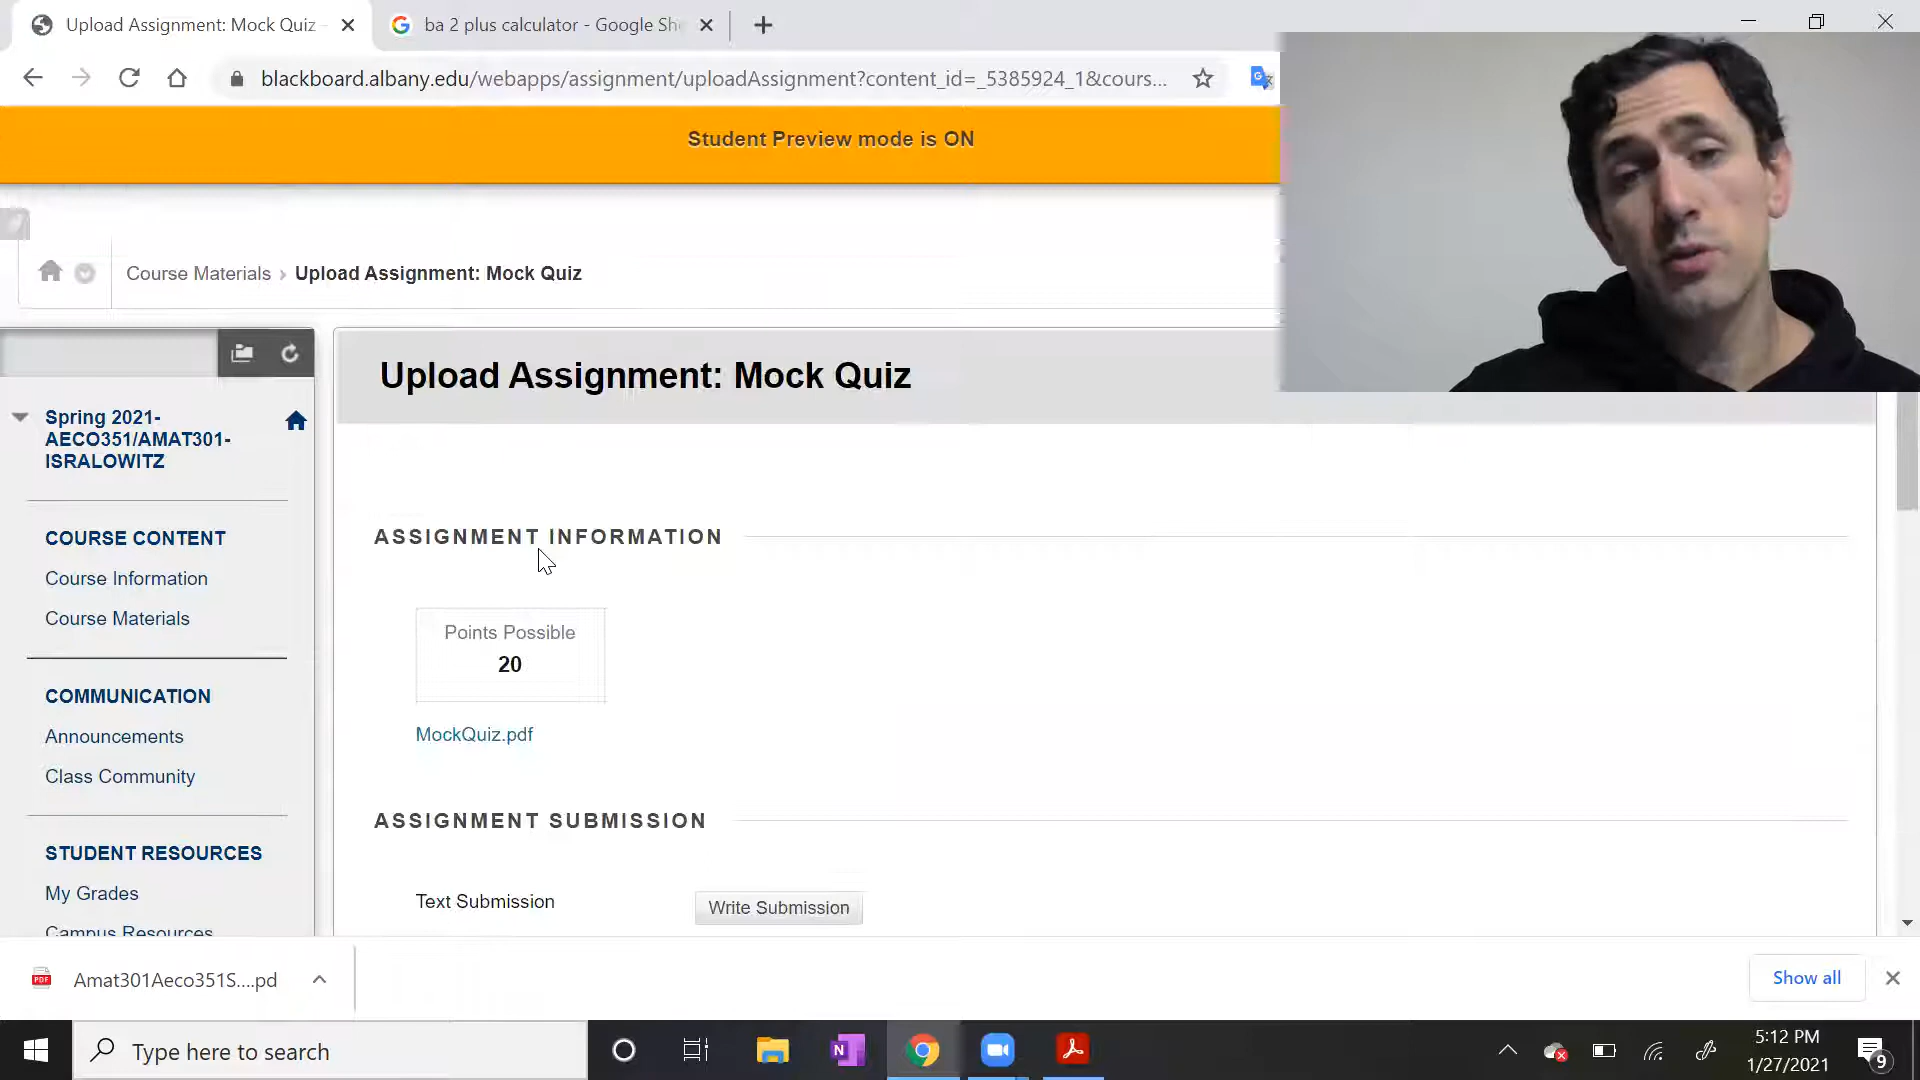 Upload Assignment: Mock Quiz
ba 2 plus calculator - Google Sh
blackboard.albany.edu/webapps/assignment/uploadAssignment?content_id=_5385924_1&cours...
Student Preview mode is ON
Course Materials › Upload Assignment: Mock Quiz
Upload Assignment: Mock Quiz
Spring 2021-
AECO351/AMAT301-
ISRALOWITZ
COURSE CONTENT
Course Information
Course Materials
COMMUNICATION
Announcements
Class Community
STUDENT RESOURCES
My Grades
Campus Resources
ASSIGNMENT INFORMATION
Points Possible
20
MockQuiz.pdf
ASSIGNMENT SUBMISSION
Text Submission
Write Submission
PDF
Amat301Aeco351S....pd
Show all
Type here to search
N
5:12 PM
1/27/2021
9